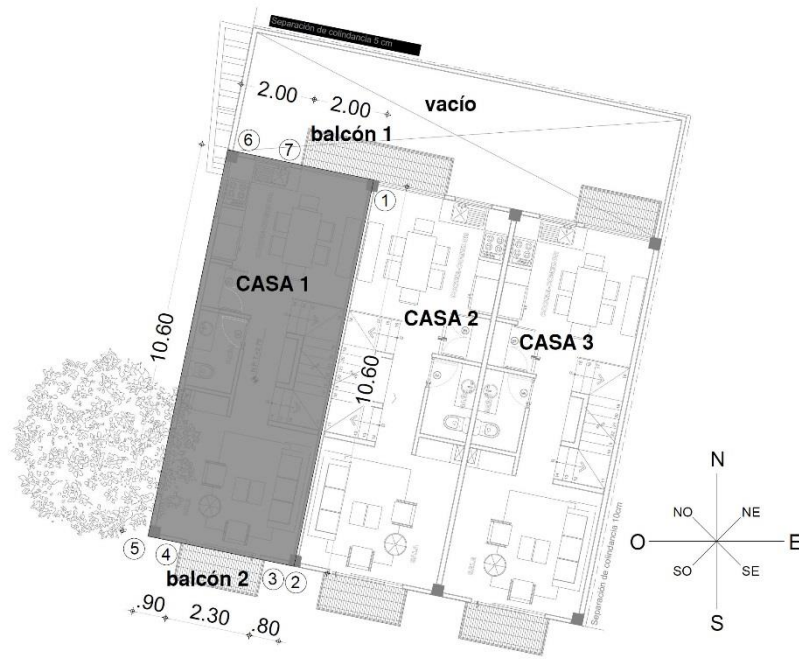 Separación de colindancia 5 cm
2.00
2.00
vacío
balcón 1
6
7
1
CASA 1
CASA 2
CASA 3
10.60
10.60
Separación de colindancia 10cm
N
NO
NE
O
E
SO
SE
S
5
4
3
2
balcón 2
.90
2.30
.80